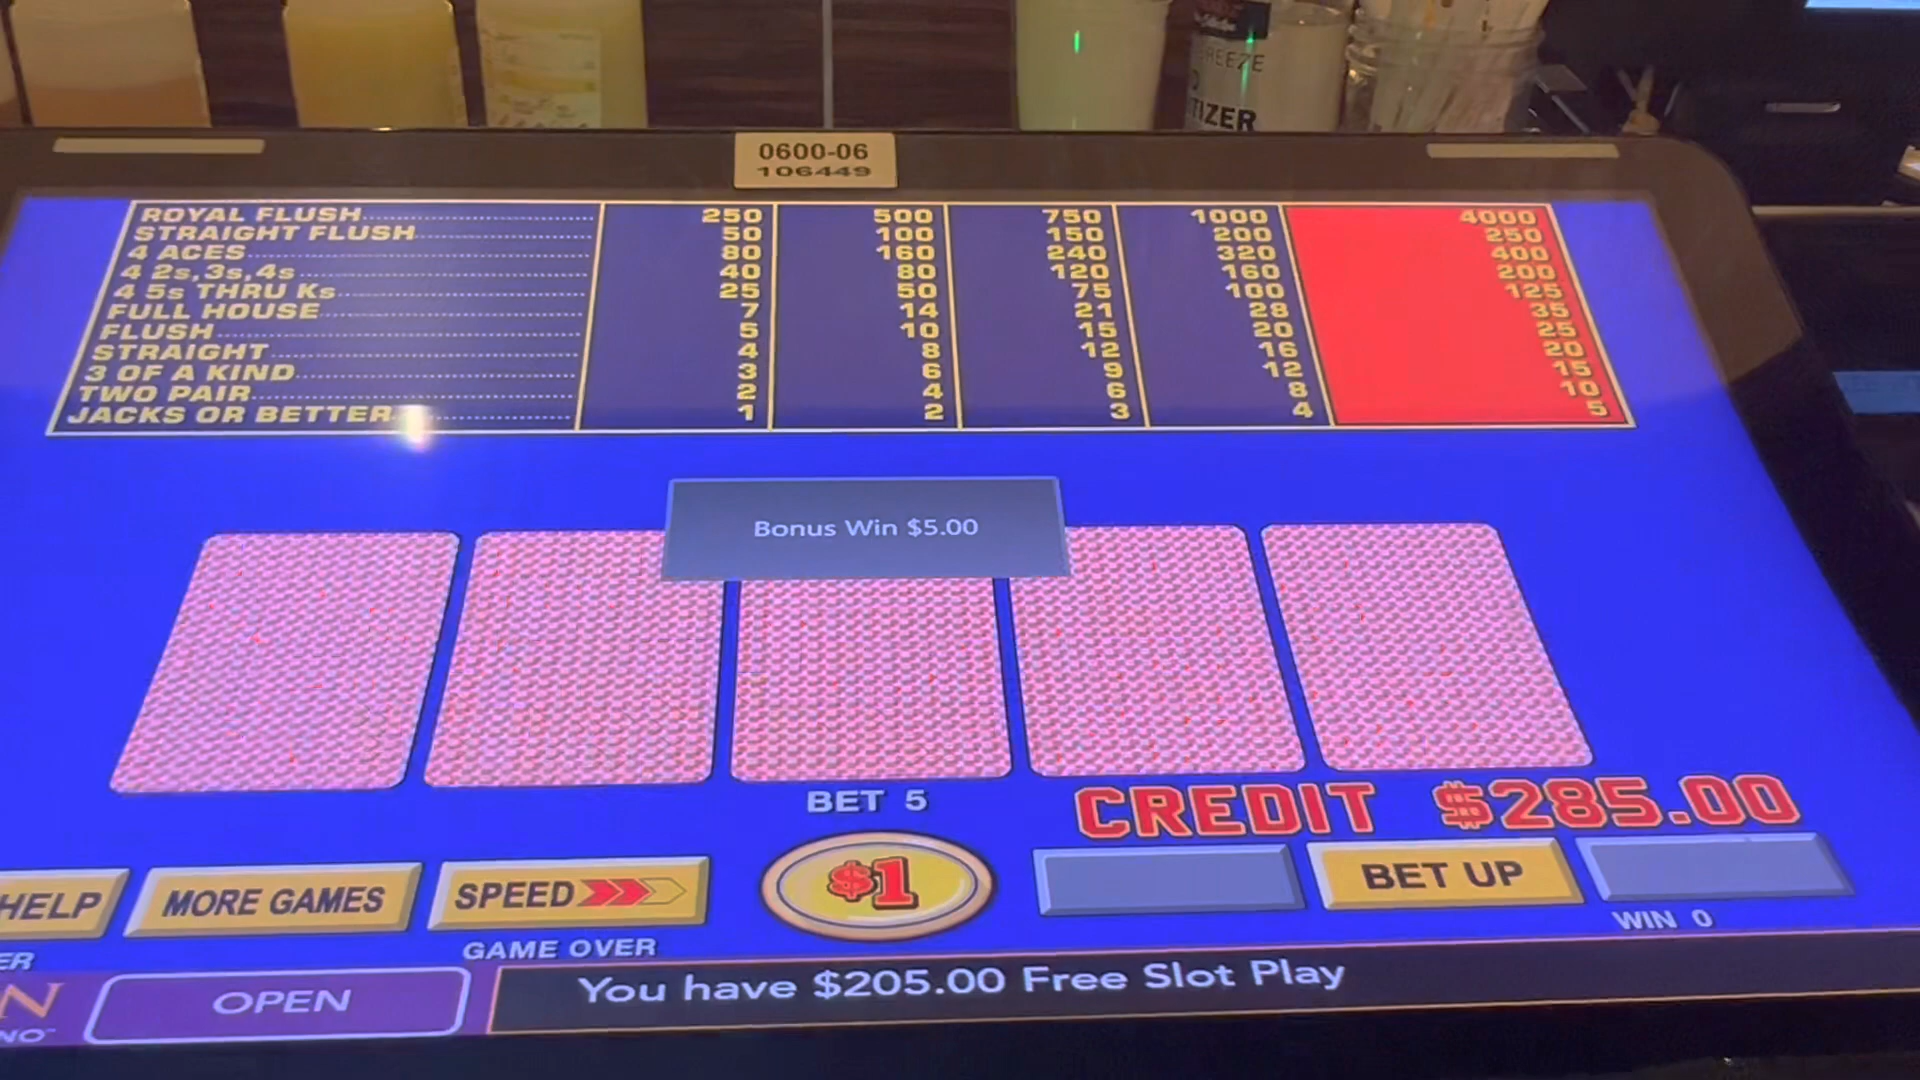 REEZE
TIZER
0600-06
106449
ROYAL FLUSH 250 500 750 1000 4000
STRAIGHT FLUSH 50 100 150 200 250
4 ACES 80 160 240 320 400
4 2s,3s,4s 40 80 120 160 200
4 5s THRU Ks 25 50 75 100 125
FULL HOUSE 7 14 21 28 35
FLUSH 5 10 15 20 25
STRAIGHT 4 8 12 16 20
3 OF A KIND 3 6 9 12 15
TWO PAIR 2 4 6 8 10
JACKS OR BETTER 1 2 3 4 5
Bonus Win $5.00
BET 5
CREDIT $285.00
HELP MORE GAMES SPEED $1 BET UP
ER GAME OVER WIN 0
N OPEN You have $205.00 Free Slot Play
NO